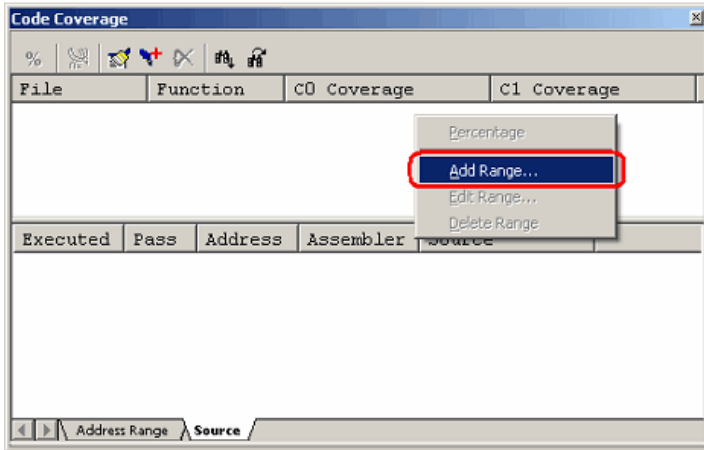 Code Coverage
%
File Function C0 Coverage C1 Coverage
Percentage
Add Range...
Edit Range...
Delete Range
Executed Pass Address Assembler Source
Address Range Source